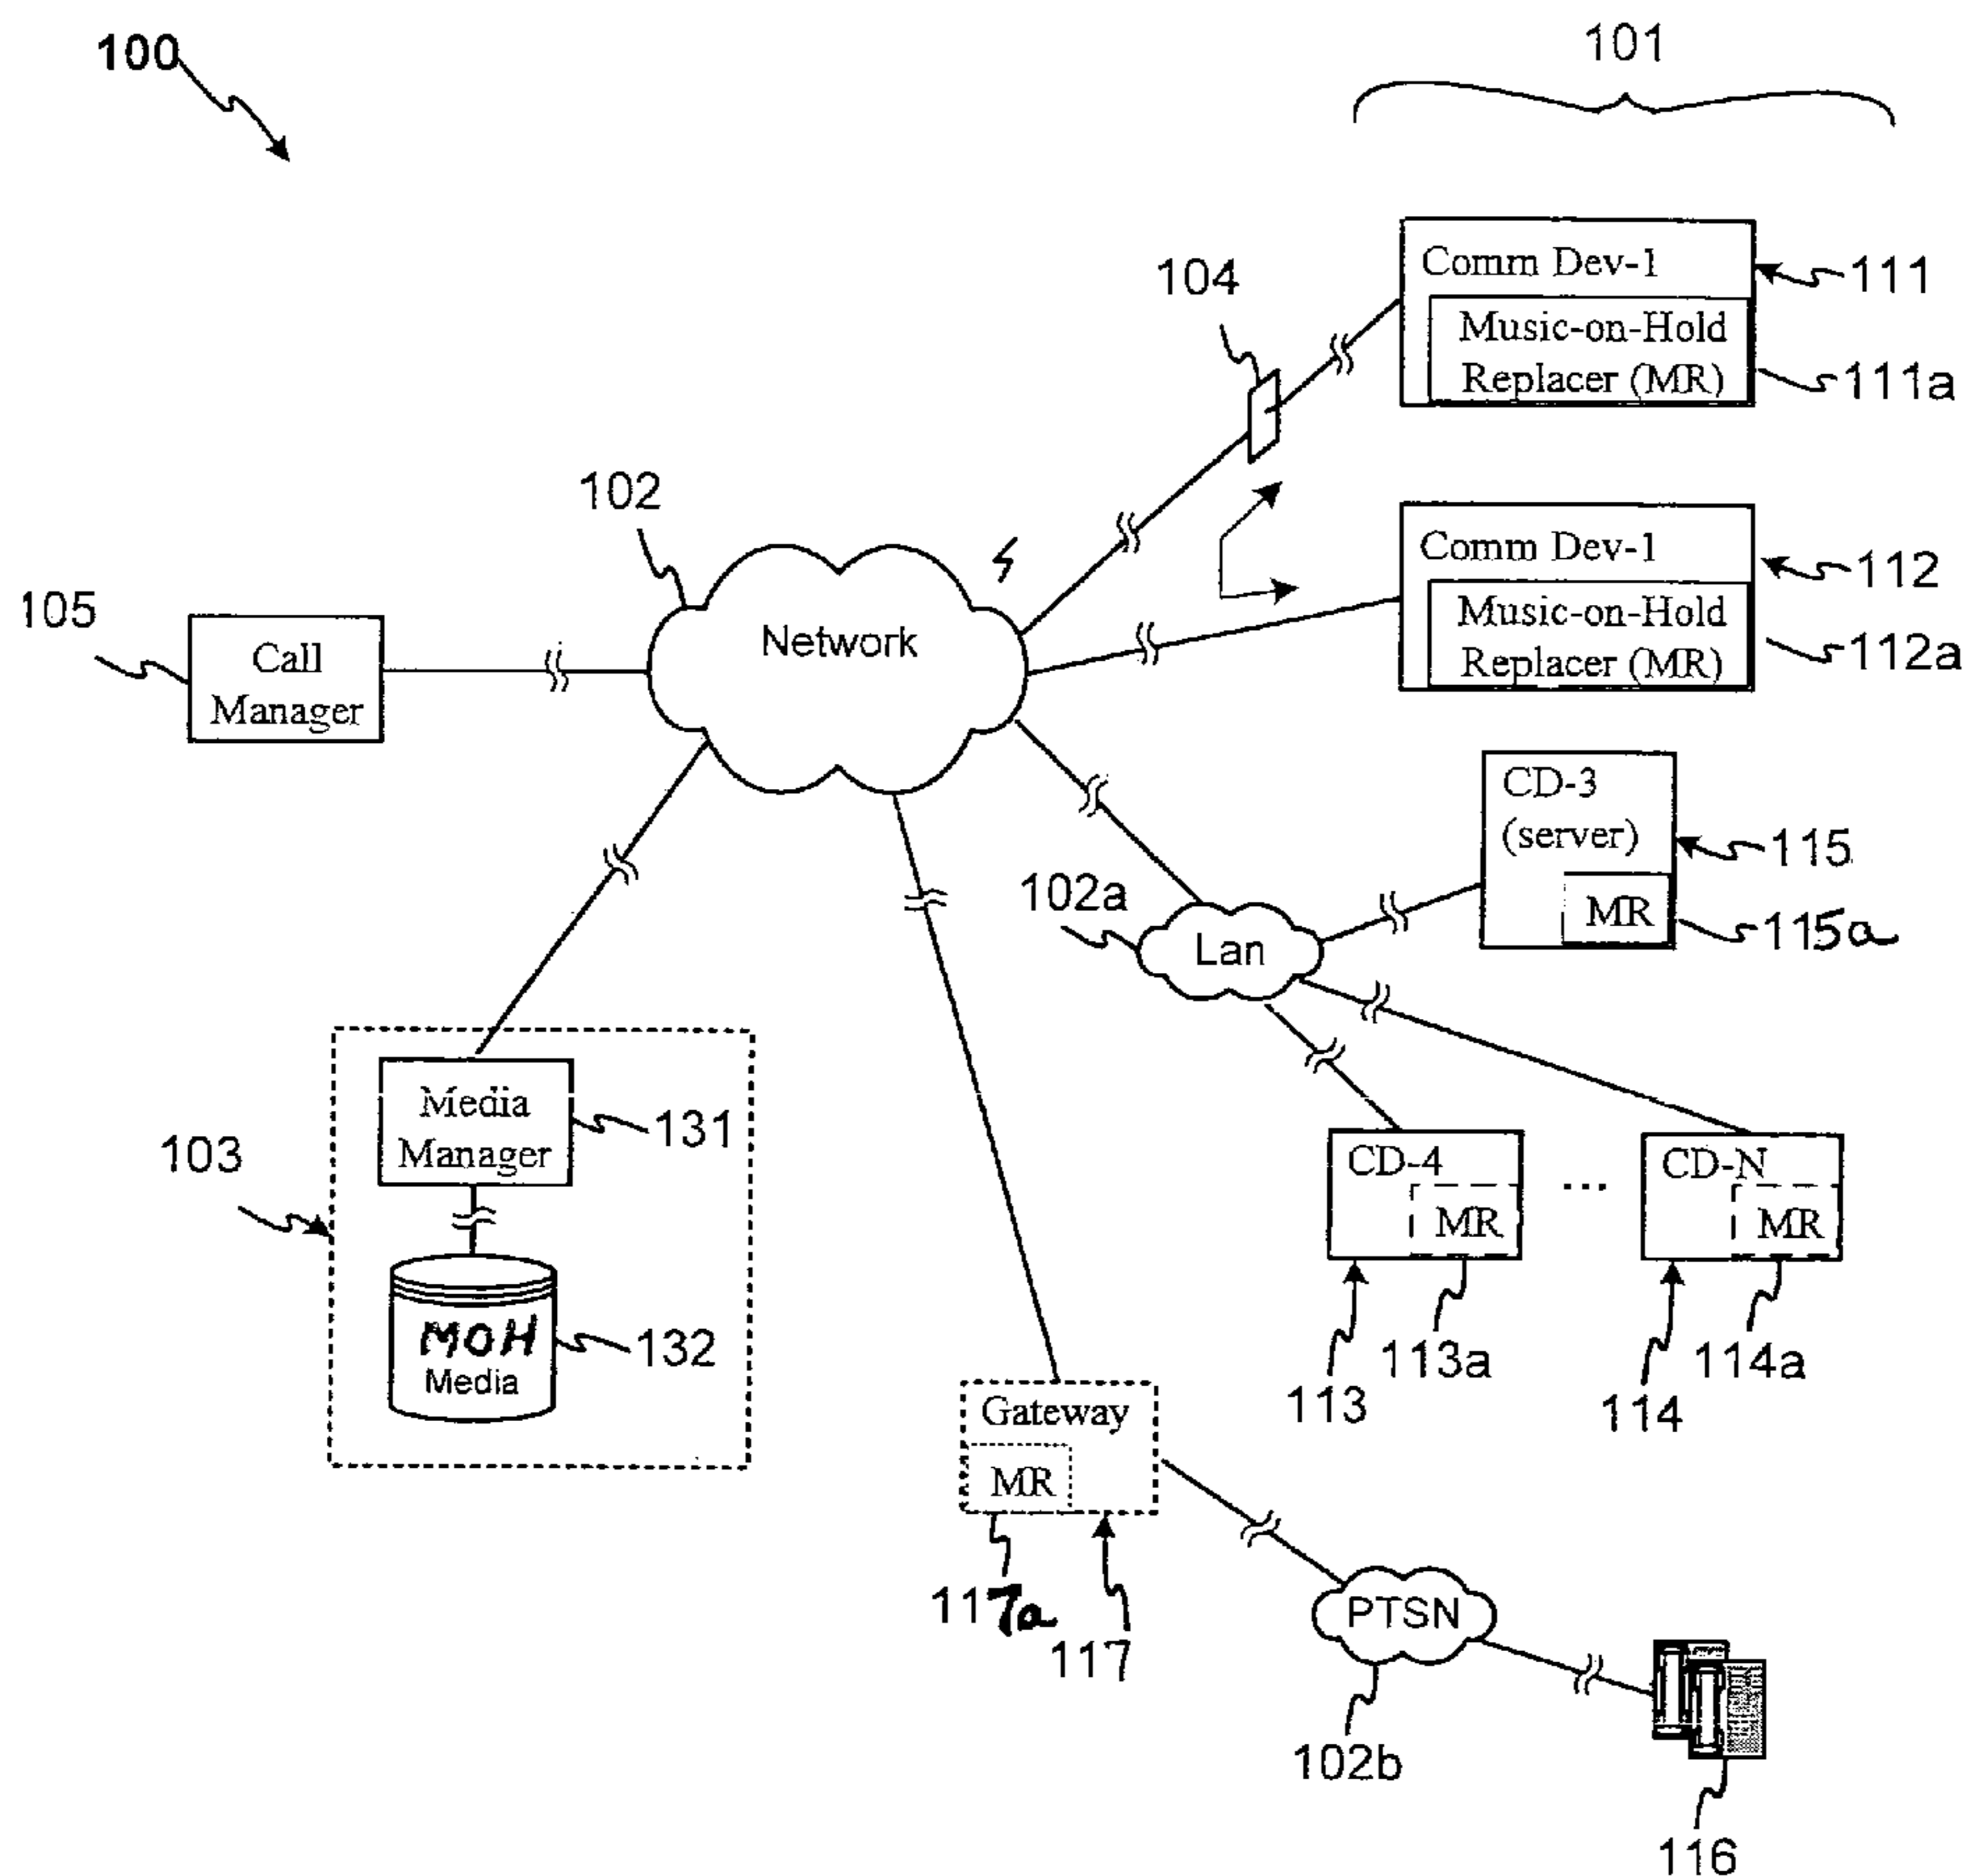 100
101
104
Comm Dev-1
111
Music-on-Hold
Replacer (MR)
111a
102
Comm Dev-1
112
Music-on-Hold
Replacer (MR)
112a
105
Call
Manager
Network
CD-3
(server)
115
MR
115a
102a
Lan
103
Media
Manager
131
MOH
Media
132
CD-4
MR
...
CD-N
MR
113
113a
114
114a
Gateway
MR
117a
117
PTSN
102b
116